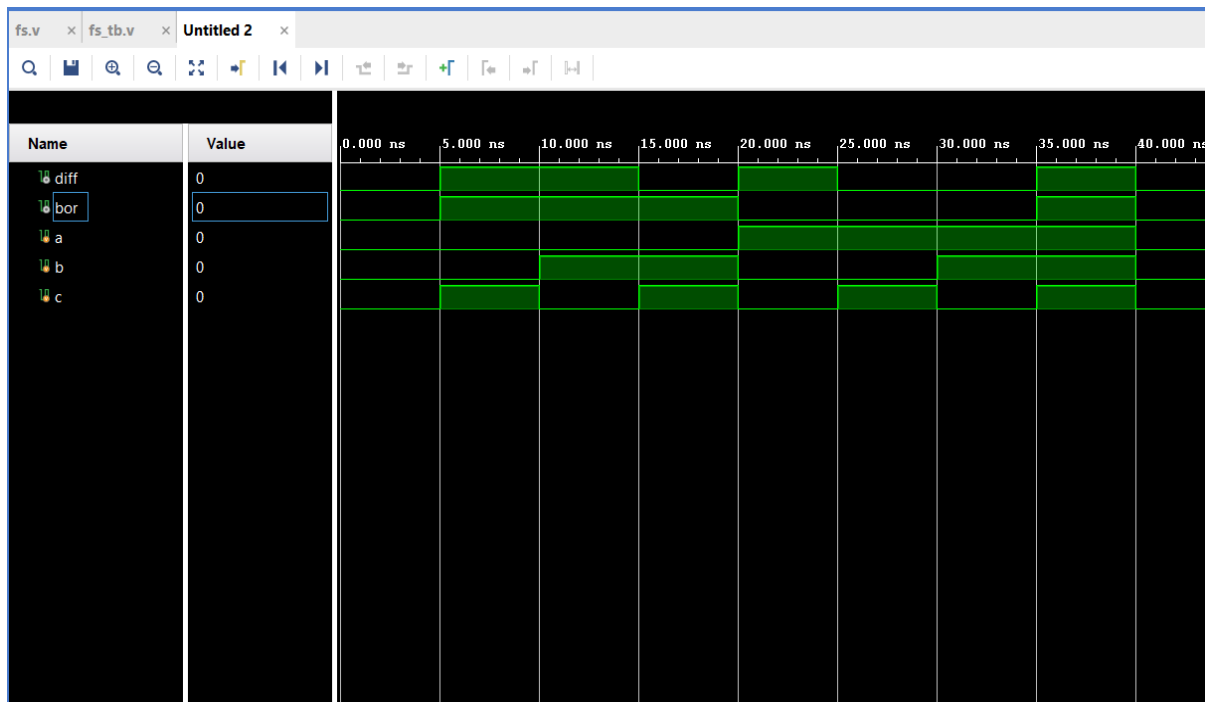 fs.v × fs_tb.v × Untitled 2 ×
Name Value 0.000 ns 5.000 ns 10.000 ns 15.000 ns 20.000 ns 25.000 ns 30.000 ns 35.000 ns 40.000 ns
diff 0
bor 0
a 0
b 0
c 0